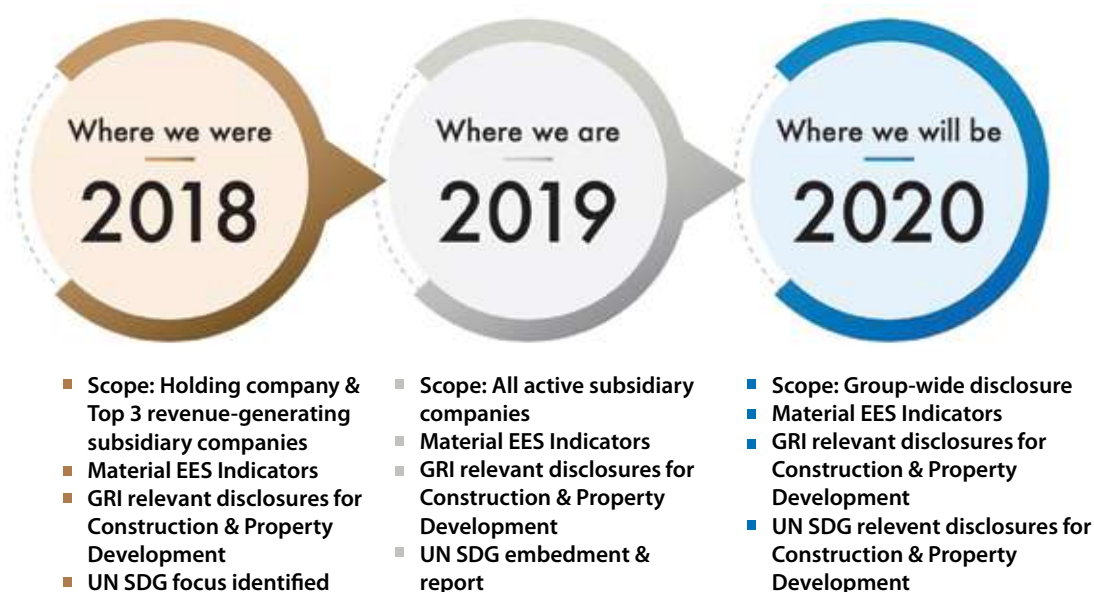 Where we were
2018
Where we are
2019
Where we will be
2020
Scope: Holding company &
Top 3 revenue-generating
subsidiary companies
Material EES Indicators
GRI relevant disclosures for
Construction & Property
Development
UN SDG focus identified
Scope: All active subsidiary
companies
Material EES Indicators
GRI relevant disclosures for
Construction & Property
Development
UN SDG embedment &
report
Scope: Group-wide disclosure
Material EES Indicators
GRI relevant disclosures for
Construction & Property
Development
UN SDG relevent disclosures for
Construction & Property
Development